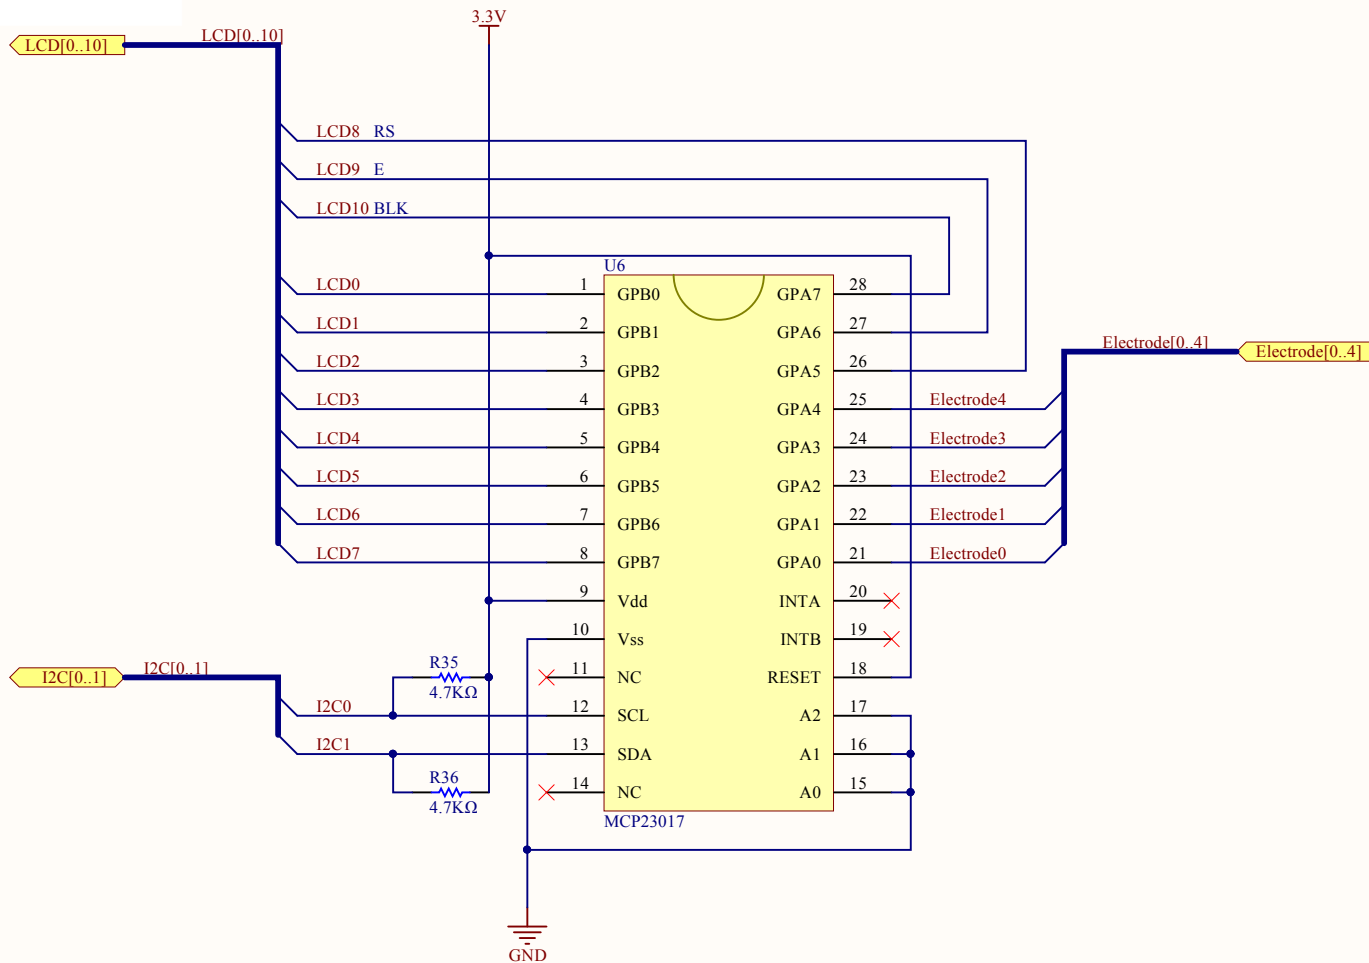 3.3V
LCD[0..10]
LCD[0..10]
LCD8 RS
LCD9 E
LCD10 BLK
U6
LCD0 1 GPB0 GPA7 28
LCD1 2 GPB1 GPA6 27
LCD2 3 GPB2 GPA5 26
LCD3 4 GPB3 GPA4 25 Electrode4
LCD4 5 GPB4 GPA3 24 Electrode3
LCD5 6 GPB5 GPA2 23 Electrode2
LCD6 7 GPB6 GPA1 22 Electrode1
LCD7 8 GPB7 GPA0 21 Electrode0
Electrode[0..4]
Electrode[0..4]
9 Vdd INTA 20
10 Vss INTB 19
11 NC RESET 18
I2C[0..1]
I2C[0..1]
R35
4.7KΩ
I2C0 12 SCL A2 17
I2C1 13 SDA A1 16
R36
4.7KΩ
14 NC A0 15
MCP23017
GND